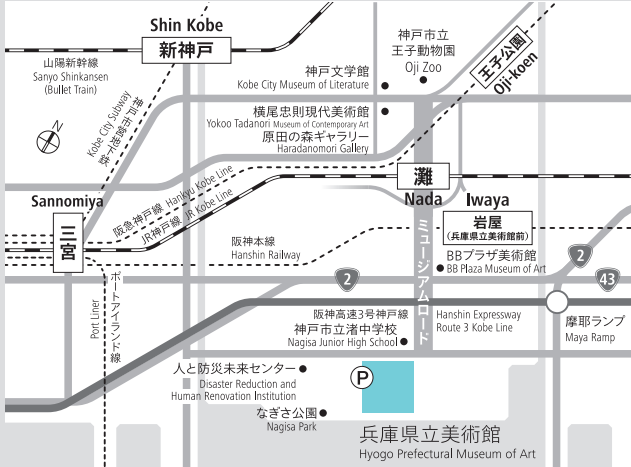 Shin Kobe
新神戸
山陽新幹線
Sanyo Shinkansen
(Bullet Train)
神戸市営地下鉄
Kobe City Subway
N
神戸市立
王子動物園
Oji Zoo
王子公園
Oji-koen
神戸文学館
Kobe City Museum of Literature
横尾忠則現代美術館
Yokoo Tadanori Museum of Contemporary Art
原田の森ギャラリー
Haradanomori Gallery
灘
Nada
Iwaya
岩屋
(兵庫県立美術館前)
Sannomiya
三宮
阪急神戸線 Hankyu Kobe Line
JR神戸線 JR Kobe Line
阪神本線
Hanshin Railway
ミュージアムロード
BBプラザ美術館
BB Plaza Museum of Art
2
2
43
ポートアイランド線
Port Liner
阪神高速3号神戸線
Hanshin Expressway
Route 3 Kobe Line
神戸市立渚中学校
Nagisa Junior High School
摩耶ランプ
Maya Ramp
人と防災未来センター
Disaster Reduction and
Human Renovation Institution
P
なぎさ公園
Nagisa Park
兵庫県立美術館
Hyogo Prefectural Museum of Art